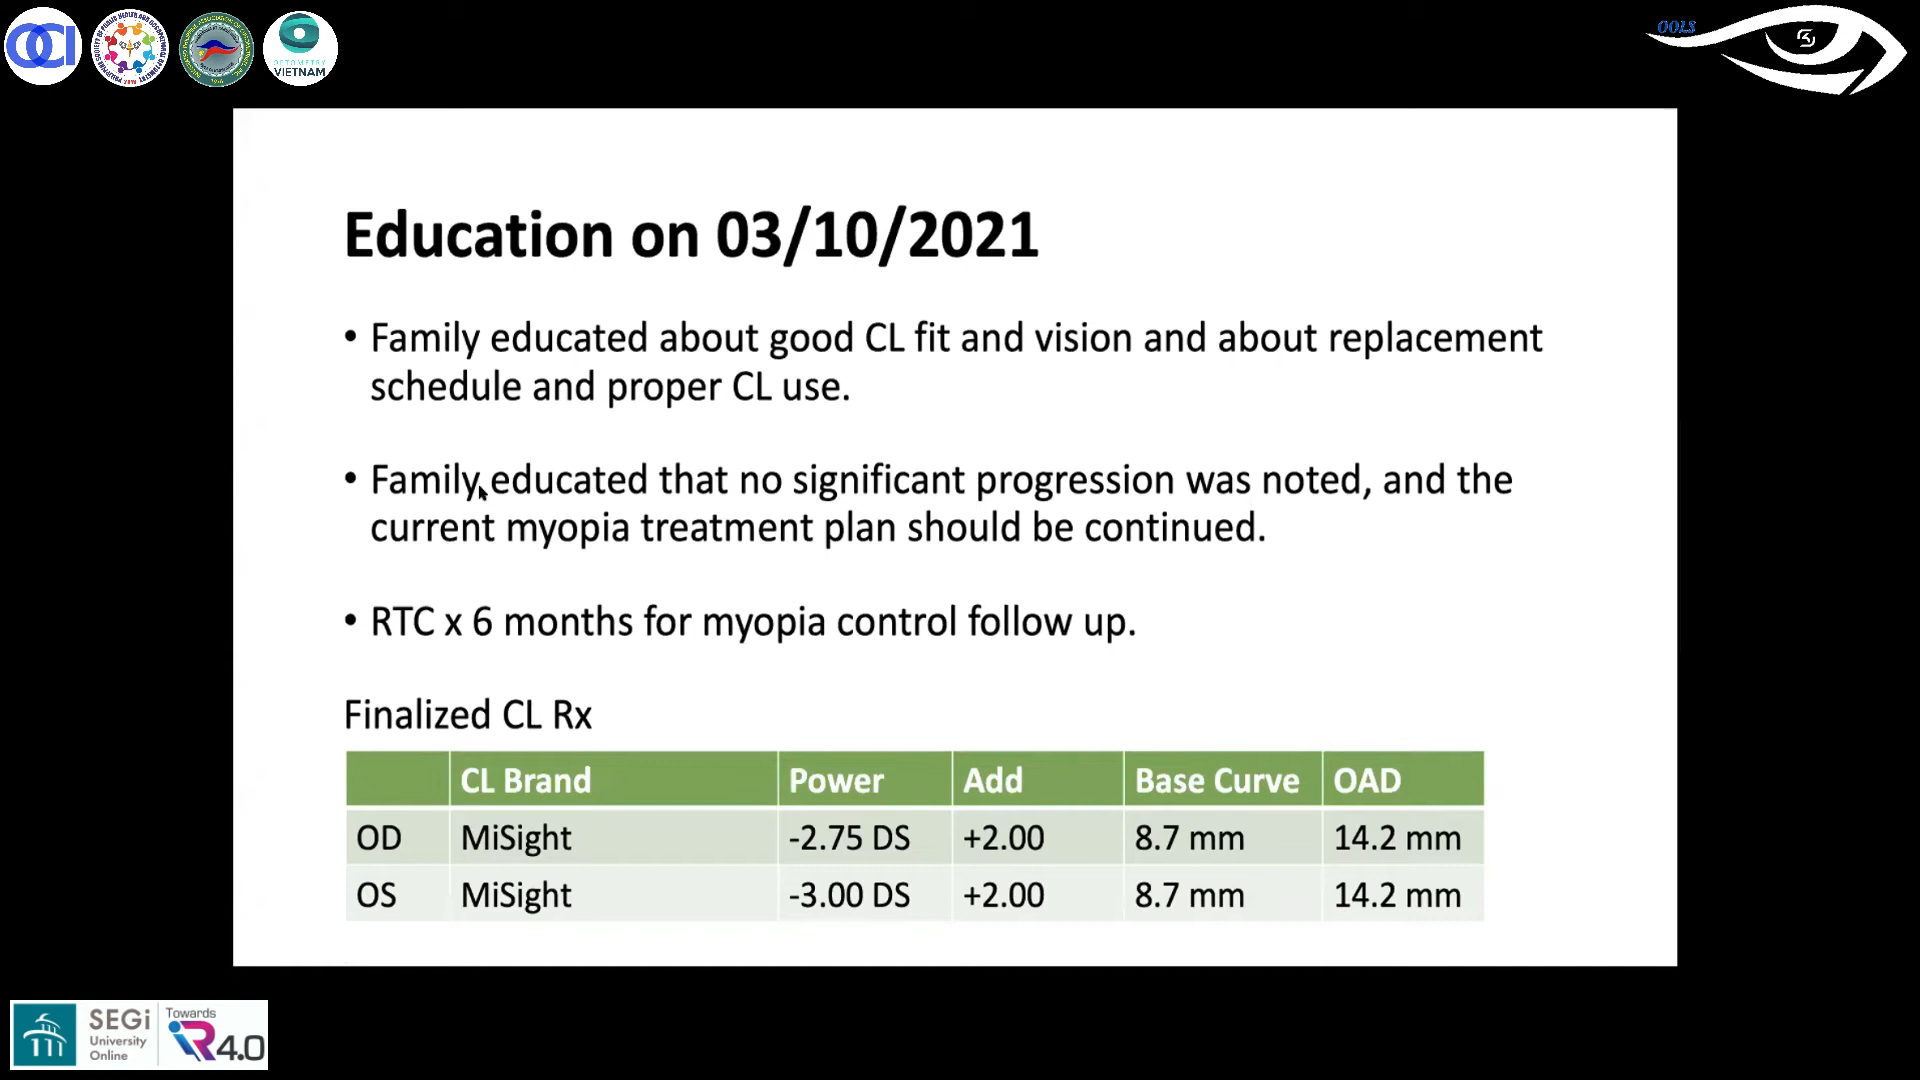 OCI
OPTOMETRY
VIETNAM
OOLS
Education on 03/10/2021
• Family educated about good CL fit and vision and about replacement
schedule and proper CL use.
• Family educated that no significant progression was noted, and the
current myopia treatment plan should be continued.
• RTC x 6 months for myopia control follow up.
Finalized CL Rx
CL Brand Power Add Base Curve OAD
OD MiSight -2.75 DS +2.00 8.7 mm 14.2 mm
OS MiSight -3.00 DS +2.00 8.7 mm 14.2 mm
SEGi
University
Online
Towards
iR4.0